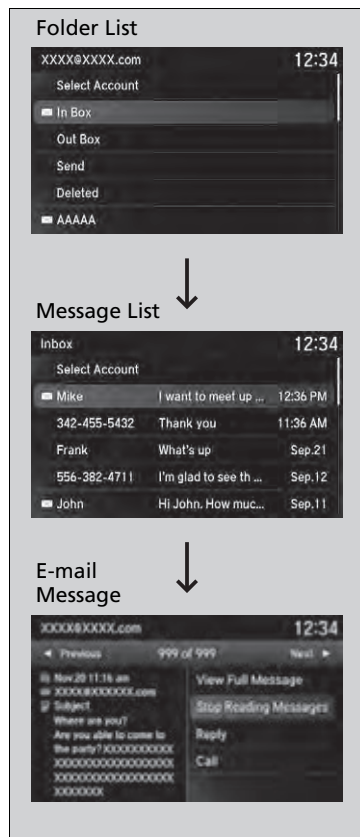 Folder List
XXXX@XXXX.com 12:34
Select Account
In Box
Out Box
Send
Deleted
AAAAA
Message List
Inbox 12:34
Select Account
Mike I want to meet up ... 12:36 PM
342-455-5432 Thank you 11:36 AM
Frank What's up Sep.21
556-382-4711 I'm glad to see th ... Sep.12
John Hi John. How muc... Sep.11
E-mail
Message
XXXX@XXXX.com 12:34
Previous 999 of 999 Next
Nov 20 11:16 am
XXXX@XXXXXX.com
Subject
Where are you?
Are you able to come to
the party? XXXXXXXXXX
View Full Message
Stop Reading Messages
Reply
Call